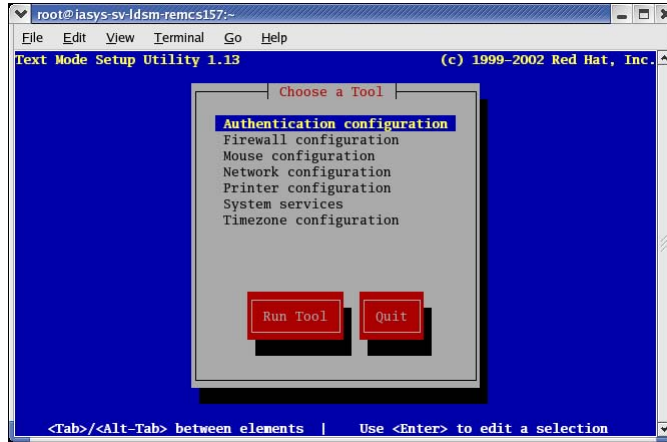 root@iasys-sv-ldsm-remcs157:~
File Edit View Terminal Go Help
Text Mode Setup Utility 1.13 (c) 1999-2002 Red Hat, Inc.
Choose a Tool
Authentication configuration
Firewall configuration
Mouse configuration
Network configuration
Printer configuration
System services
Timezone configuration
Run Tool Quit
<Tab>/<Alt-Tab> between elements | Use <Enter> to edit a selection